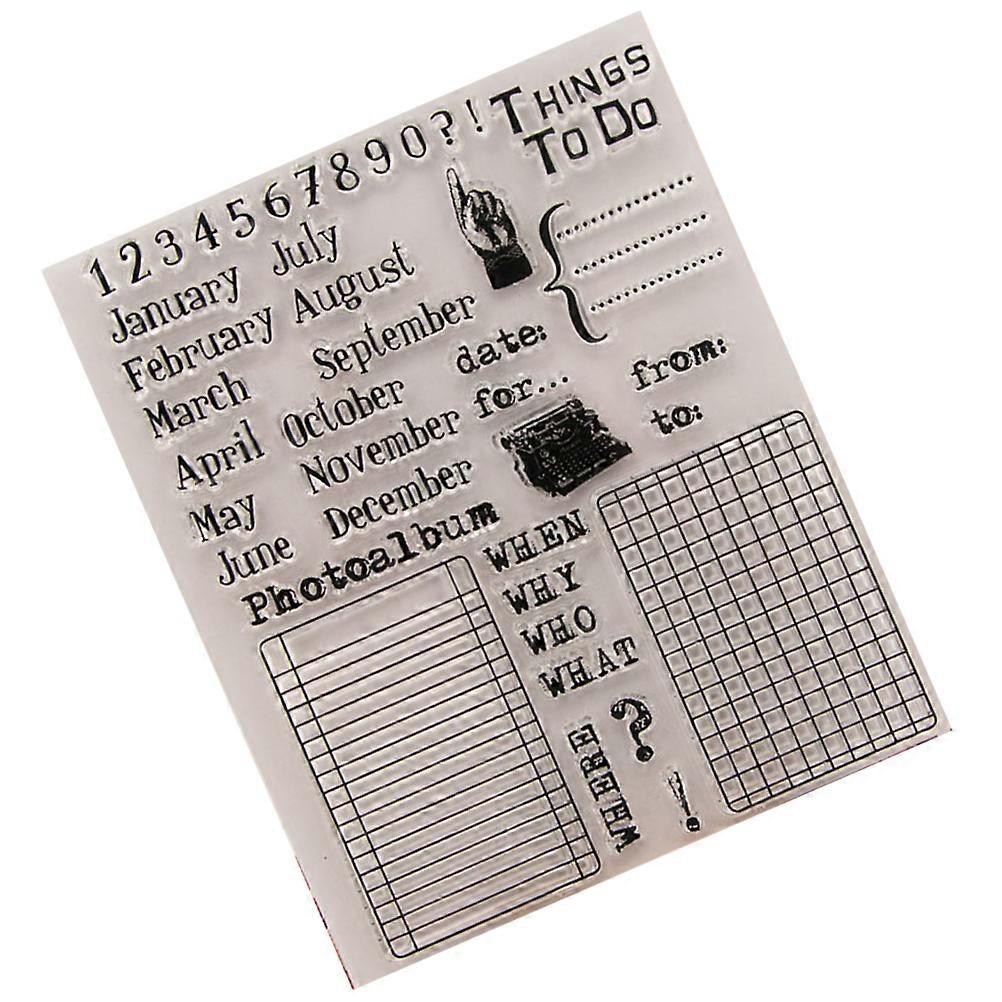 1234567890?!
THINGS
TO DO
January
February
March
April
May
June
July
August
September
October
November
December
date:
for...
from:
to:
Photoalbum
WHEN
WHY
WHO
WHAT
WHERE
?
!